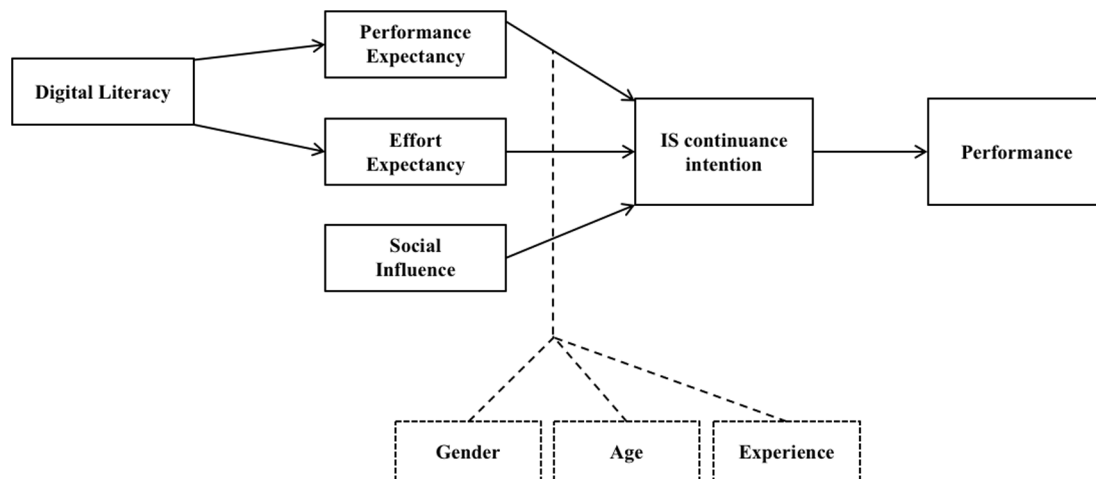 Digital Literacy
Performance
Expectancy
Effort
Expectancy
Social
Influence
IS continuance
intention
Performance
Gender
Age
Experience